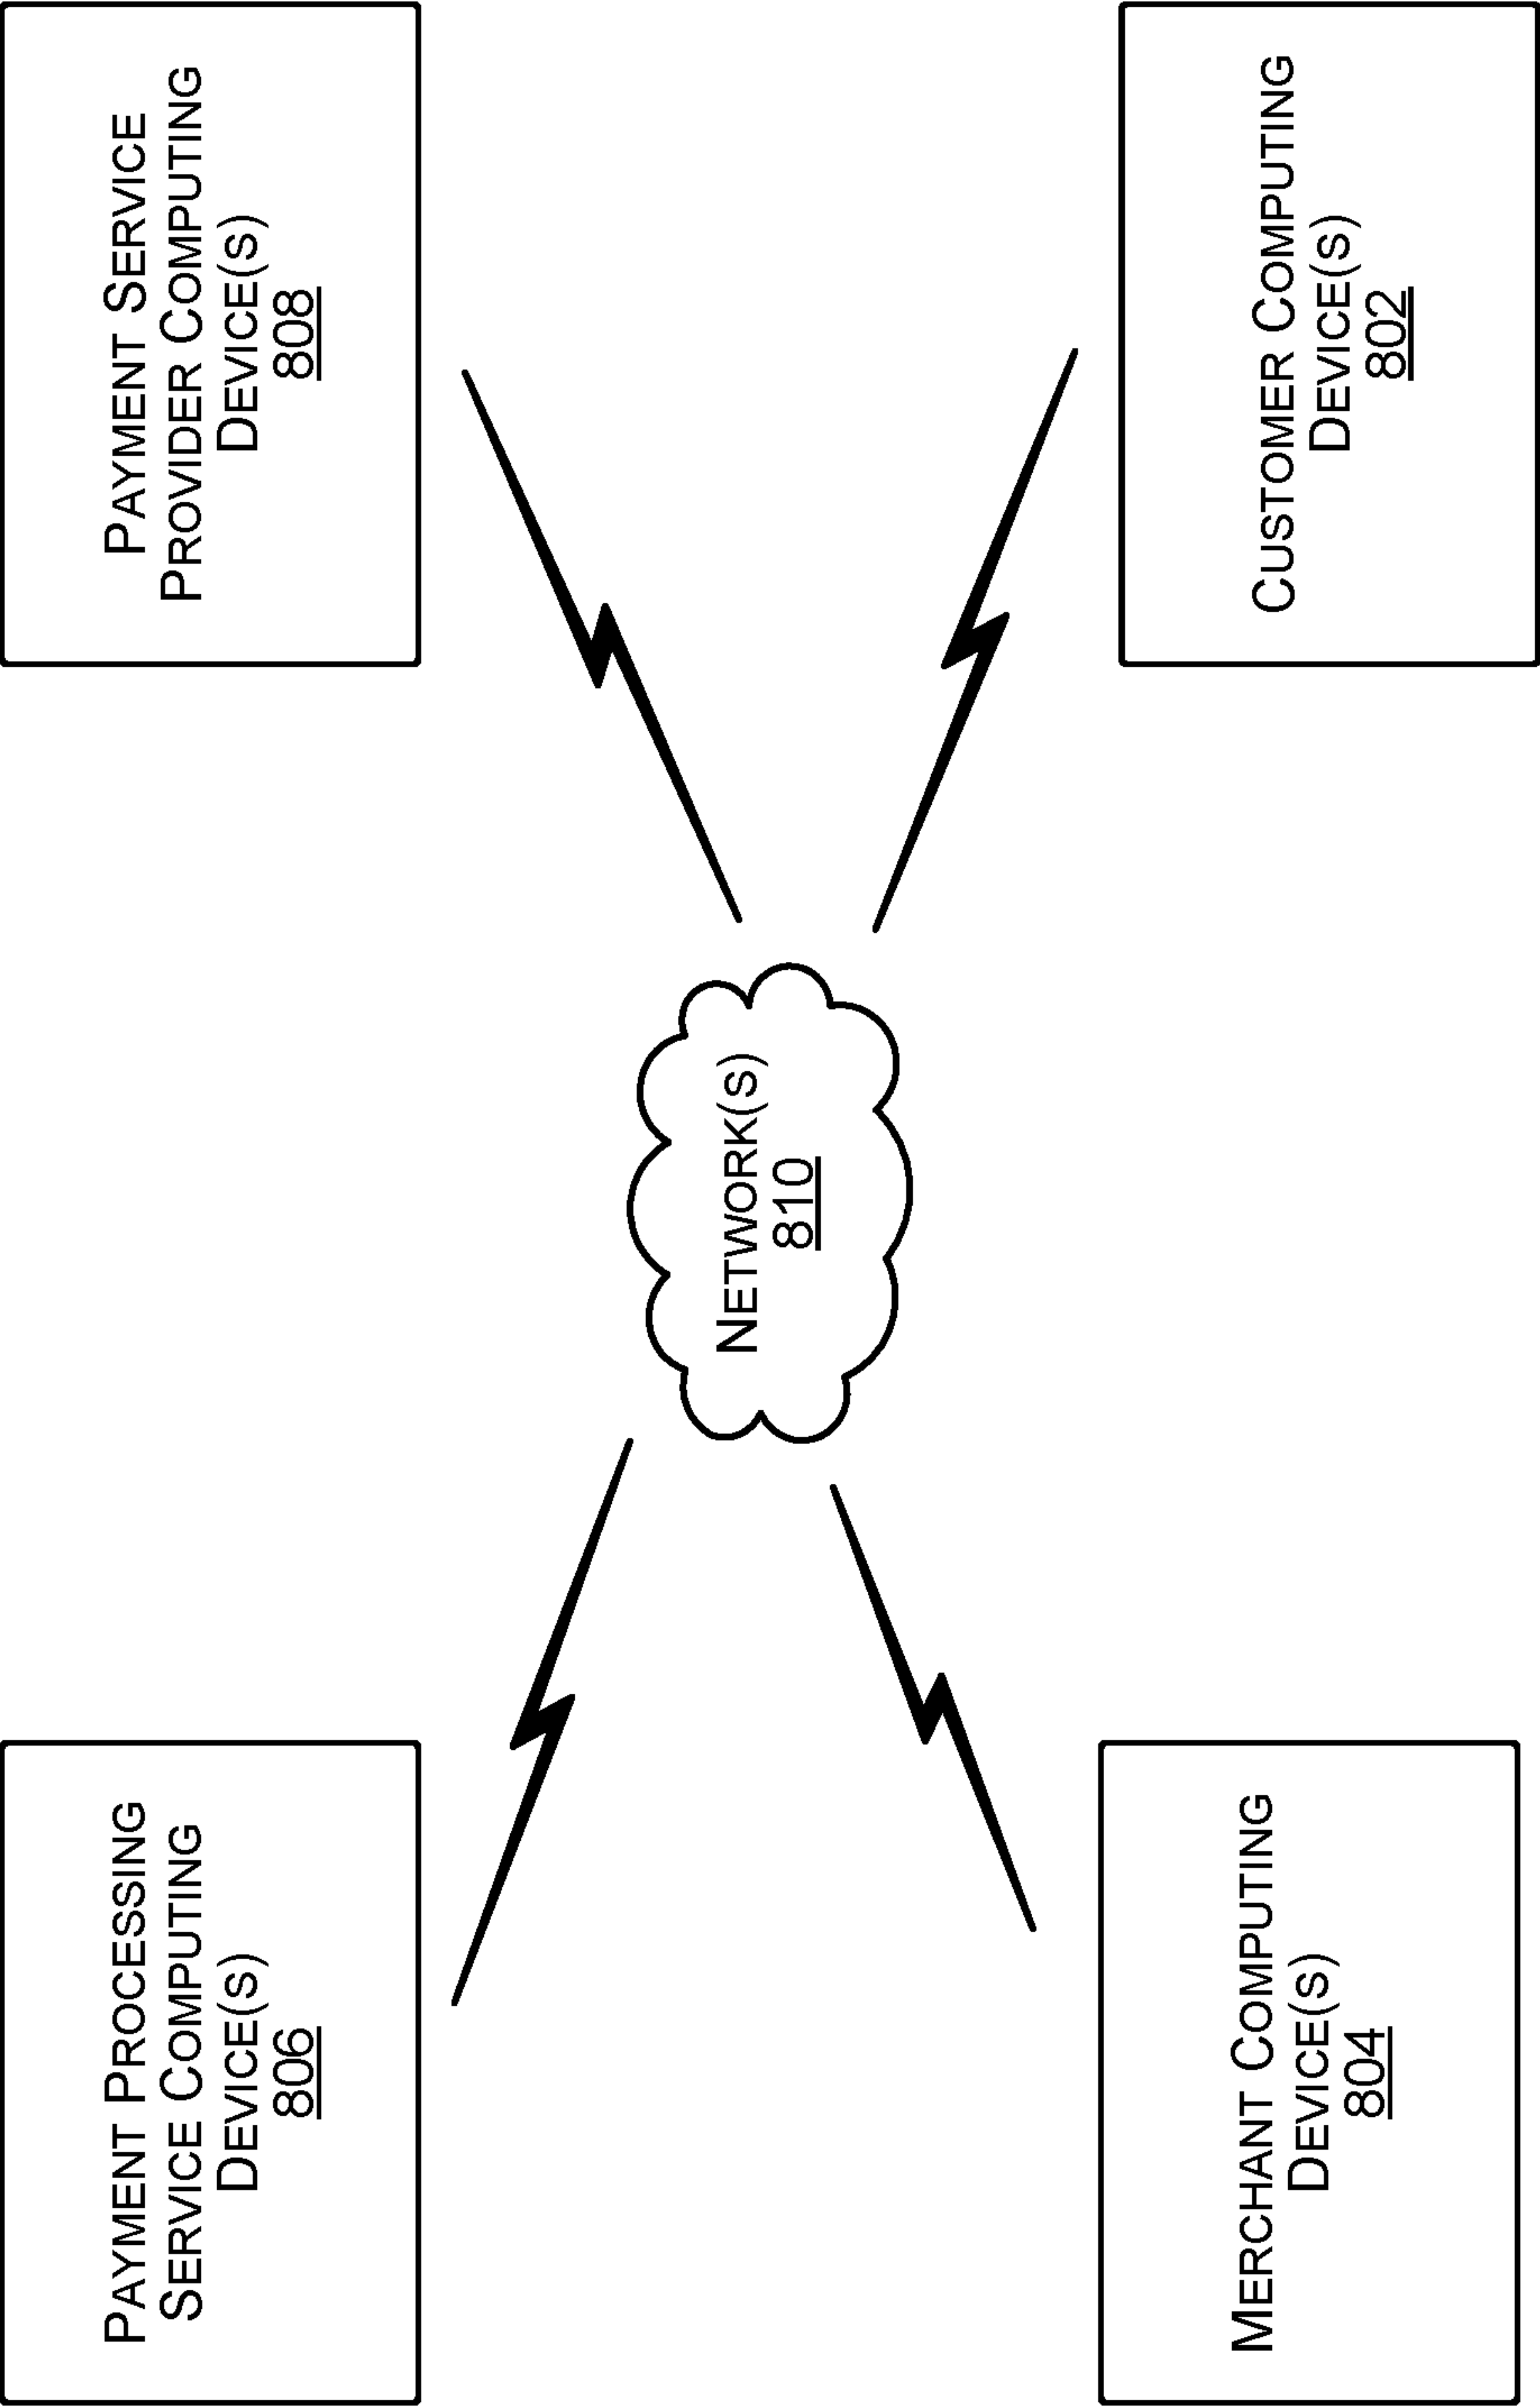 PAYMENT PROCESSING
SERVICE COMPUTING
DEVICE(S)
806
PAYMENT SERVICE
PROVIDER COMPUTING
DEVICE(S)
808
NETWORK(S)
810
MERCHANT COMPUTING
DEVICE(S)
804
CUSTOMER COMPUTING
DEVICE(S)
802